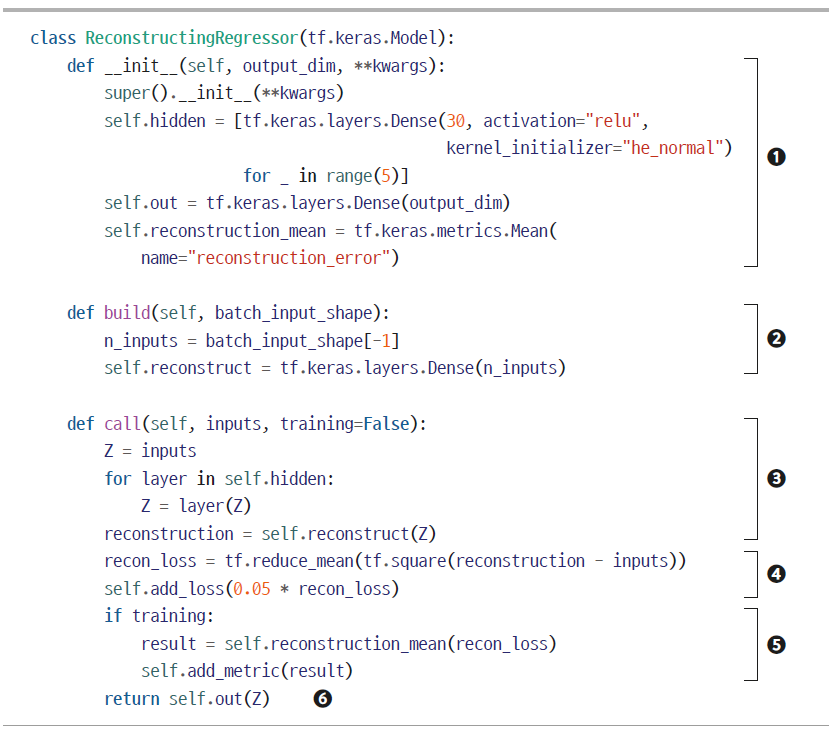 class ReconstructingRegressor(tf.keras.Model):
    def __init__(self, output_dim, **kwargs):
        super().__init__(**kwargs)
        self.hidden = [tf.keras.layers.Dense(30, activation="relu",
                                             kernel_initializer="he_normal")
                       for _ in range(5)]
        self.out = tf.keras.layers.Dense(output_dim)
        self.reconstruction_mean = tf.keras.metrics.Mean(
            name="reconstruction_error")
❶
    def build(self, batch_input_shape):
        n_inputs = batch_input_shape[-1]
        self.reconstruct = tf.keras.layers.Dense(n_inputs)
❷
    def call(self, inputs, training=False):
        Z = inputs
        for layer in self.hidden:
            Z = layer(Z)
        reconstruction = self.reconstruct(Z)
❸
        recon_loss = tf.reduce_mean(tf.square(reconstruction - inputs))
        self.add_loss(0.05 * recon_loss)
❹
        if training:
            result = self.reconstruction_mean(recon_loss)
            self.add_metric(result)
❺
        return self.out(Z) ❻